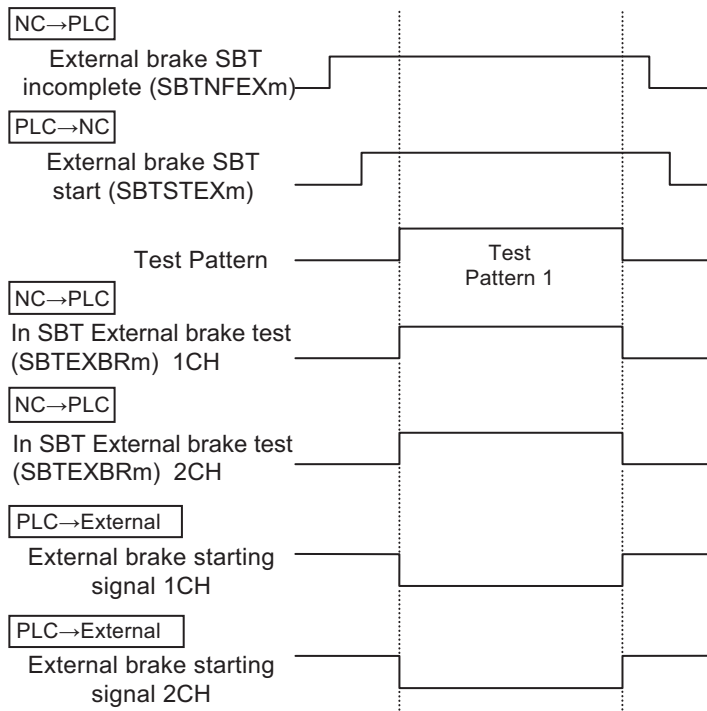 NC→PLC
External brake SBT
incomplete (SBTNFEXm)
PLC→NC
External brake SBT
start (SBTSTEXm)
Test Pattern
Test
Pattern 1
NC→PLC
In SBT External brake test
(SBTEXBRm) 1CH
NC→PLC
In SBT External brake test
(SBTEXBRm) 2CH
PLC→External
External brake starting
signal 1CH
PLC→External
External brake starting
signal 2CH